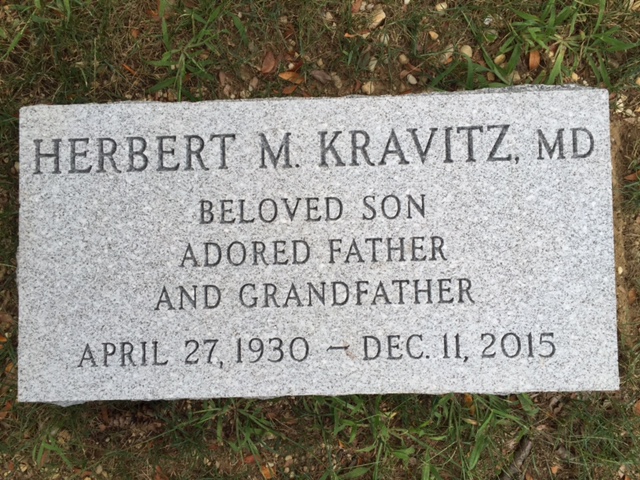 HERBERT M. KRAVITZ, MD
BELOVED SON
ADORED FATHER
AND GRANDFATHER
APRIL 27, 1930 – DEC. 11, 2015